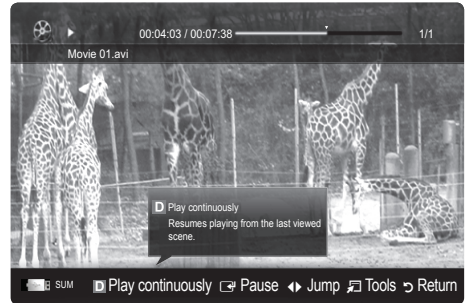 00:04:03 / 00:07:38 1/1
Movie 01.avi
D Play continuously
Resumes playing from the last viewed
scene.
SUM D Play continuously Pause Jump Tools Return